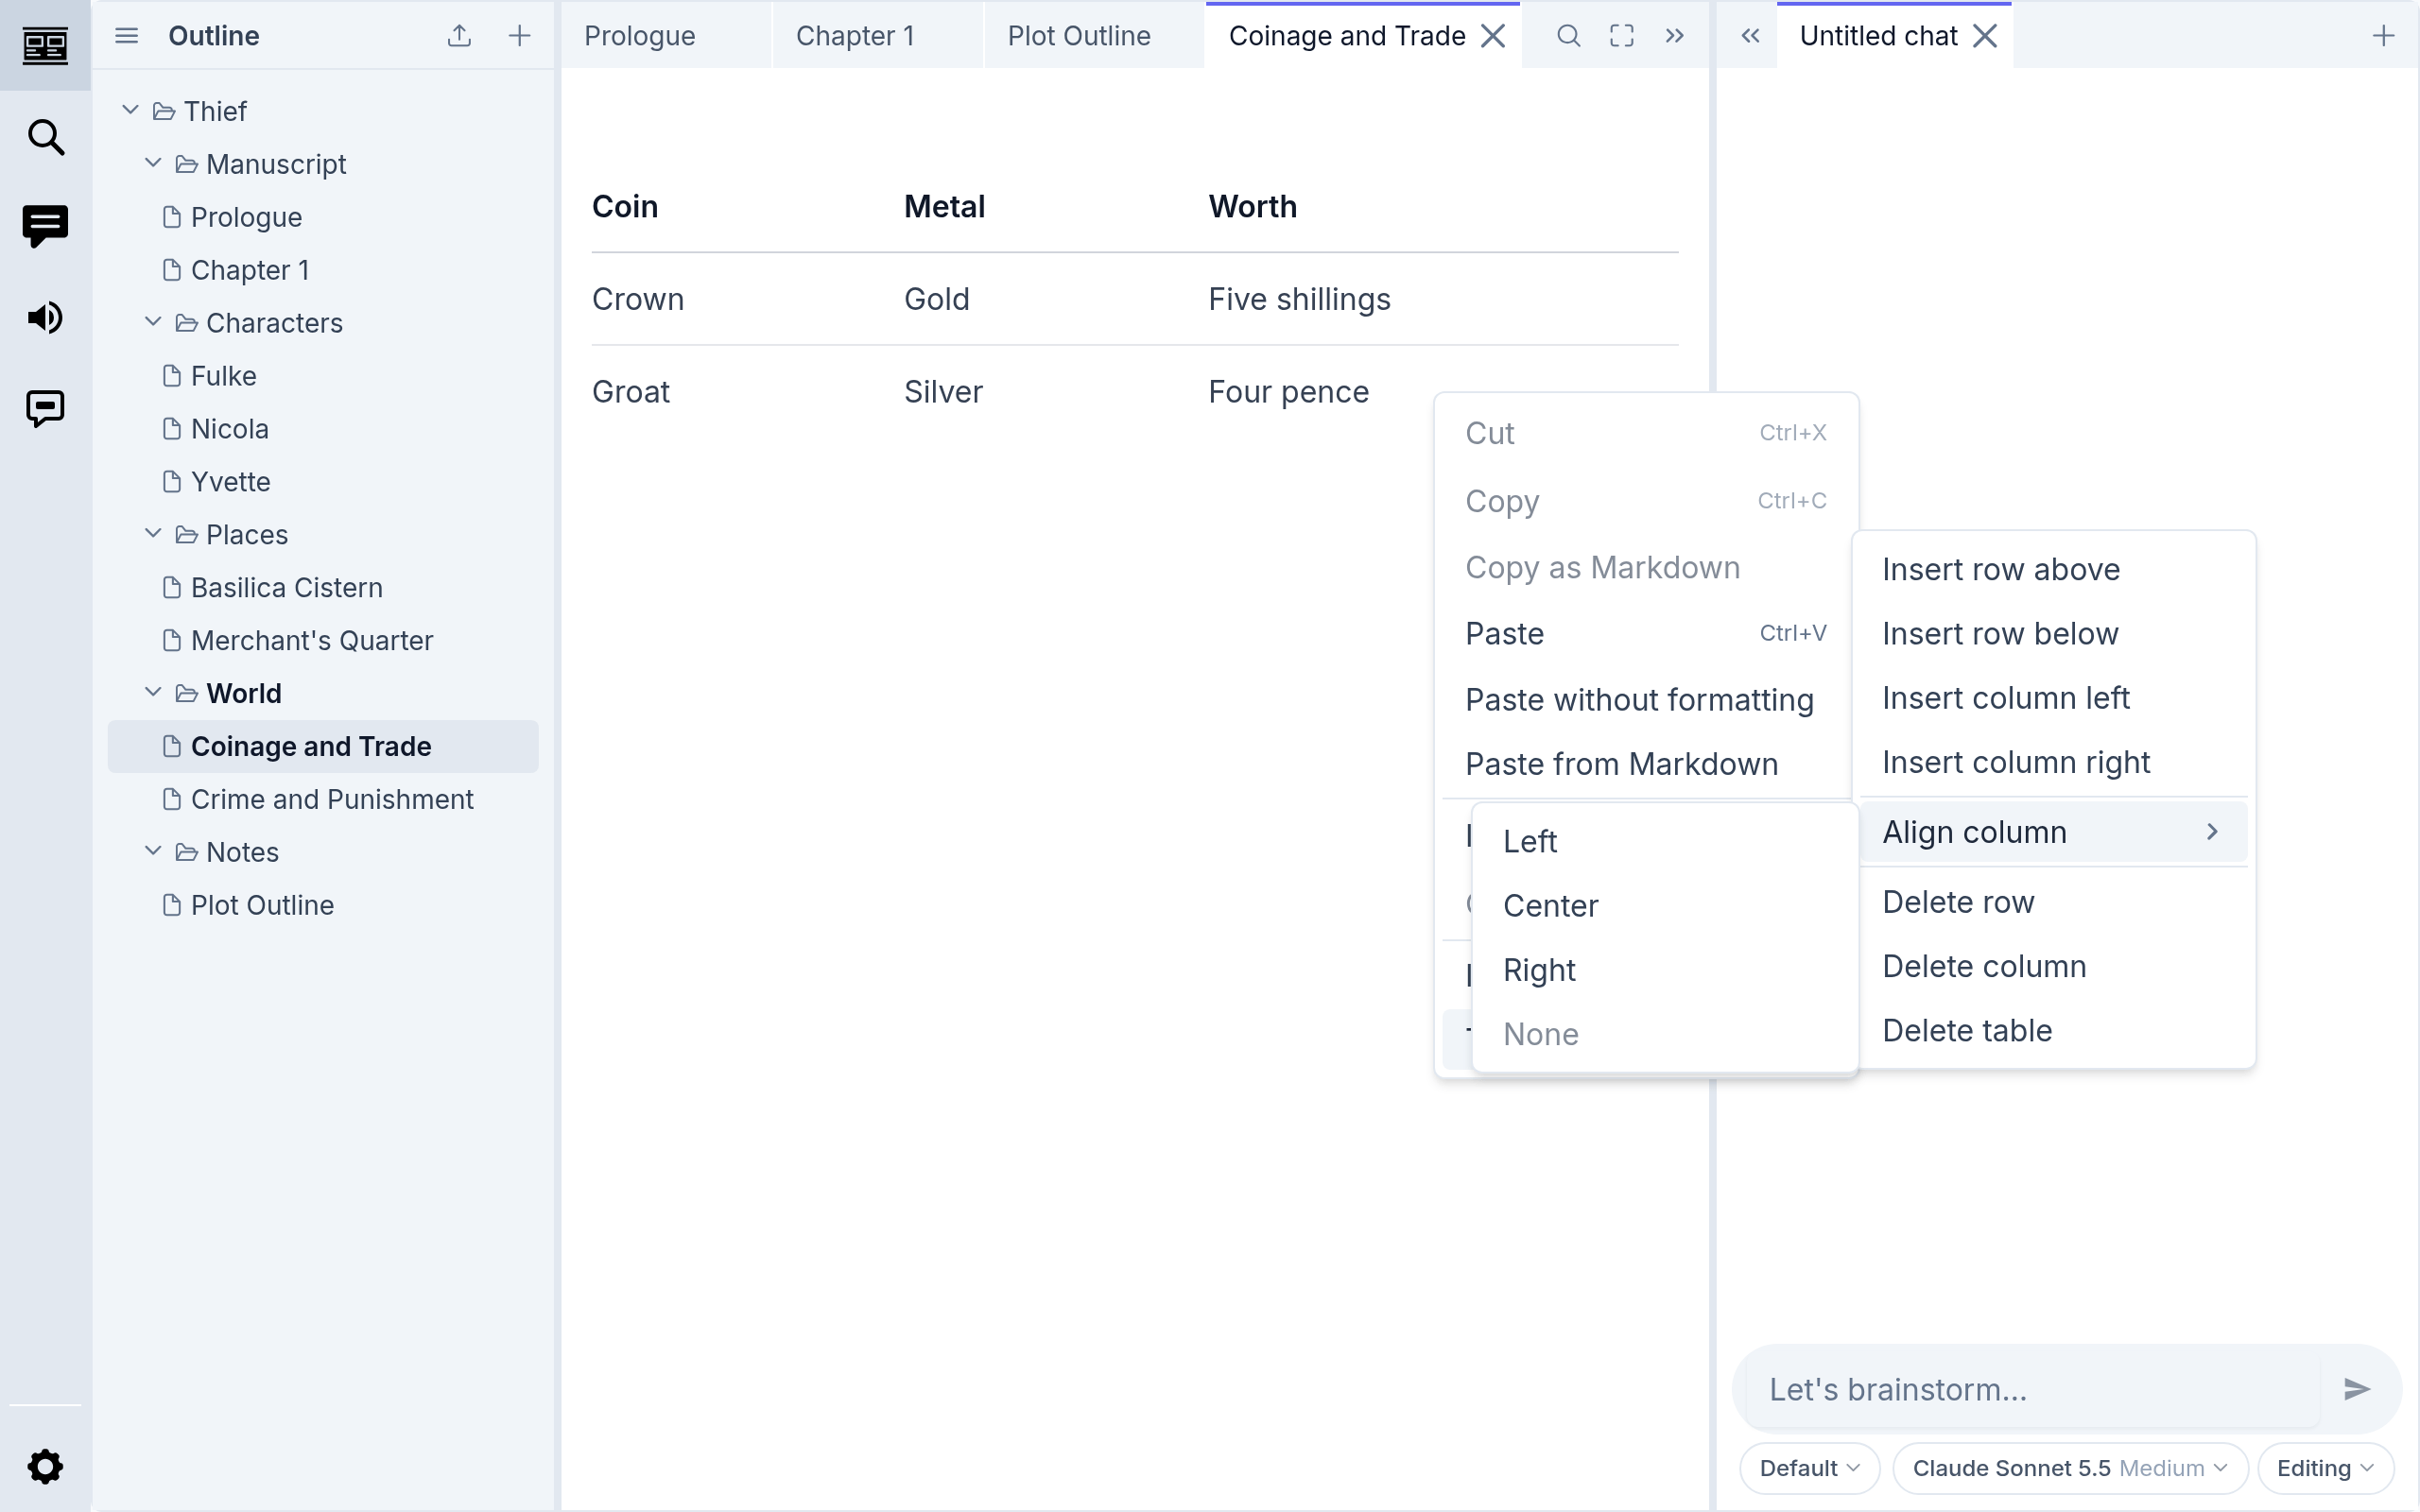 Outline
Thief
Manuscript
Prologue
Chapter 1
Characters
Fulke
Nicola
Yvette
Places
Basilica Cistern
Merchant's Quarter
World
Coinage and Trade
Crime and Punishment
Notes
Plot Outline
Prologue
Chapter 1
Plot Outline
Coinage and Trade
Coin Metal Worth
Crown Gold Five shillings
Groat Silver Four pence
Cut Ctrl+X
Copy Ctrl+C
Copy as Markdown
Paste Ctrl+V
Paste without formatting
Paste from Markdown
Insert row above
Insert row below
Insert column left
Insert column right
Align column
Delete row
Delete column
Delete table
Left
Center
Right
None
Untitled chat
Let's brainstorm...
Default
Claude Sonnet 5.5 Medium
Editing